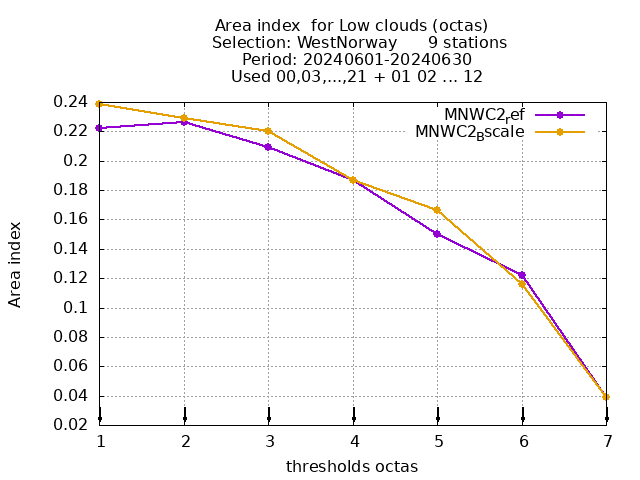 Area index  for Low clouds (octas)
Selection: WestNorway      9 stations
Period: 20240601-20240630
Used 00,03,...,21 + 01 02 ... 12
MNWC2ref
MNWC2Bscale
0.24
0.22
0.2
0.18
0.16
0.14
0.12
0.1
0.08
0.06
0.04
0.02
Area index
1 2 3 4 5 6 7
thresholds octas